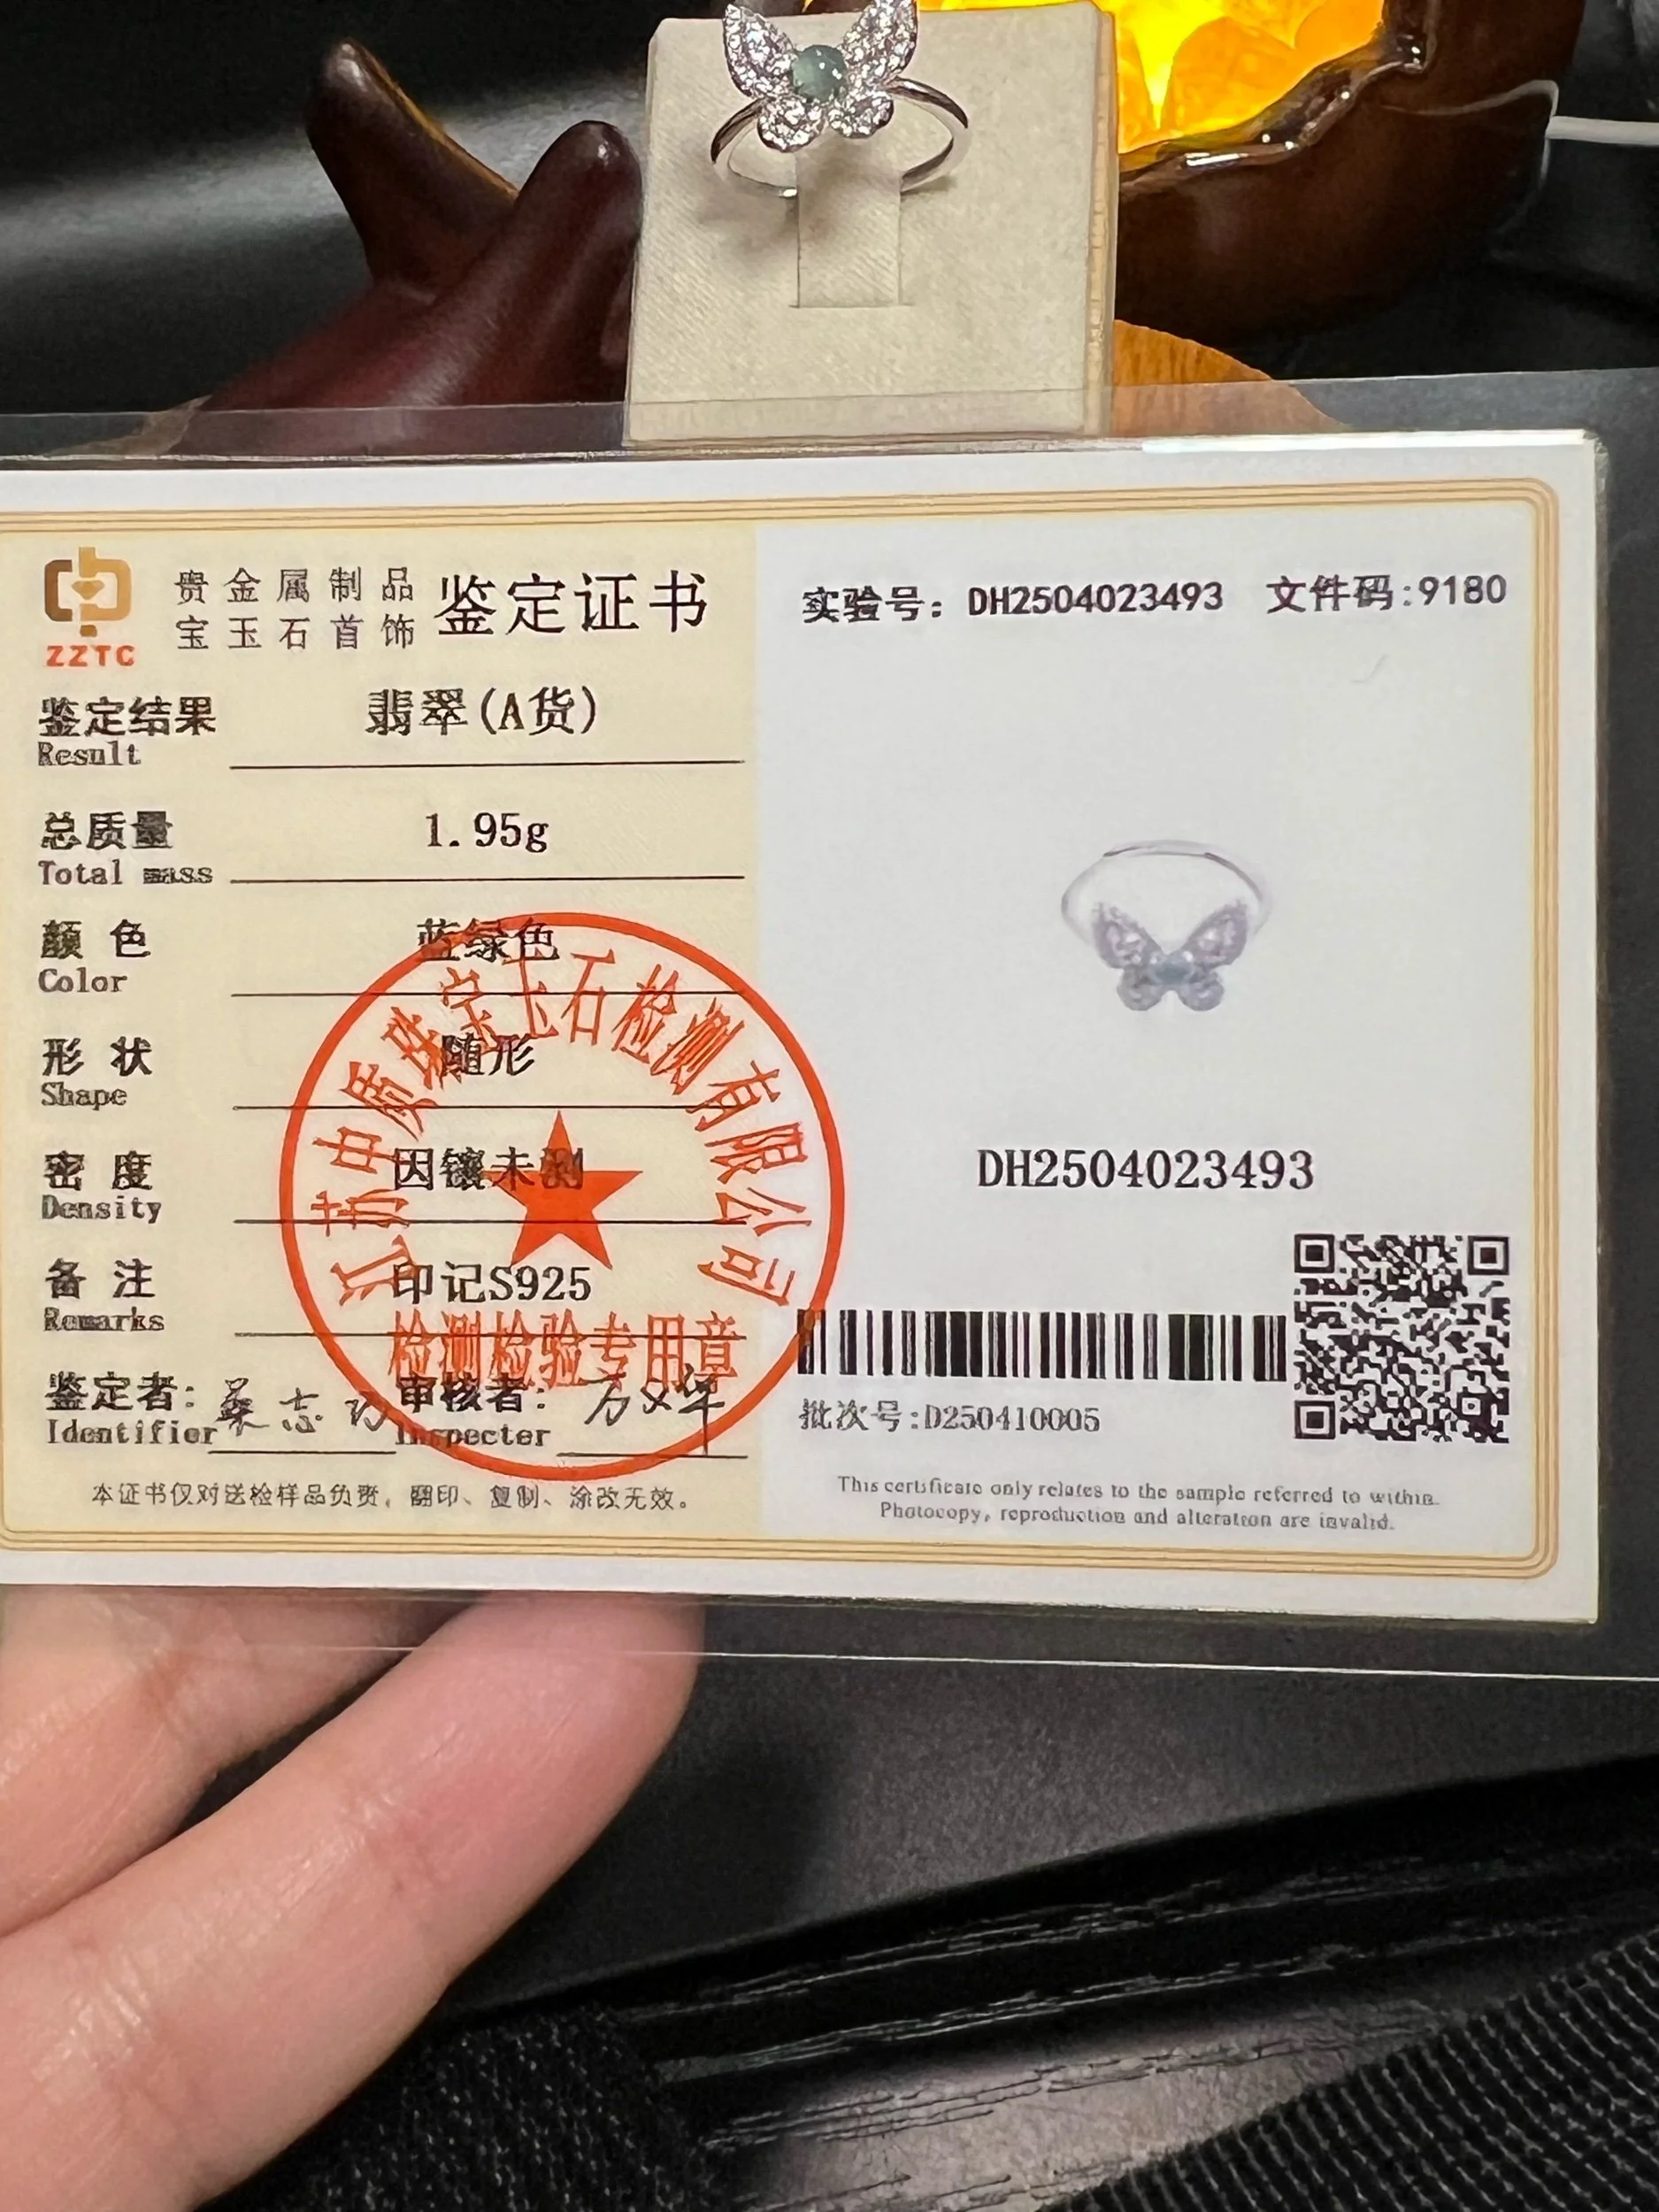 ZZTC
贵金属制品
宝玉石首饰
鉴定证书
鉴定结果
Result
翡翠(A货)
总质量
Total mass
1.95g
颜 色
Color
蓝绿色
形 状
Shape
随形
密 度
Density
因镶未测
备 注
Remarks
印记S925
江苏中质珠宝玉石检测有限公司
检测检验专用章
鉴定者:
Identifier
审核者:
Inspecter
本证书仅对送检样品负责，翻印、复制、涂改无效。
实验号: DH2504023493 文件码:9180
DH2504023493
批次号:D250410005
This certificate only relates to the sample referred to within.
Photocopy, reproduction and alteration are invalid.